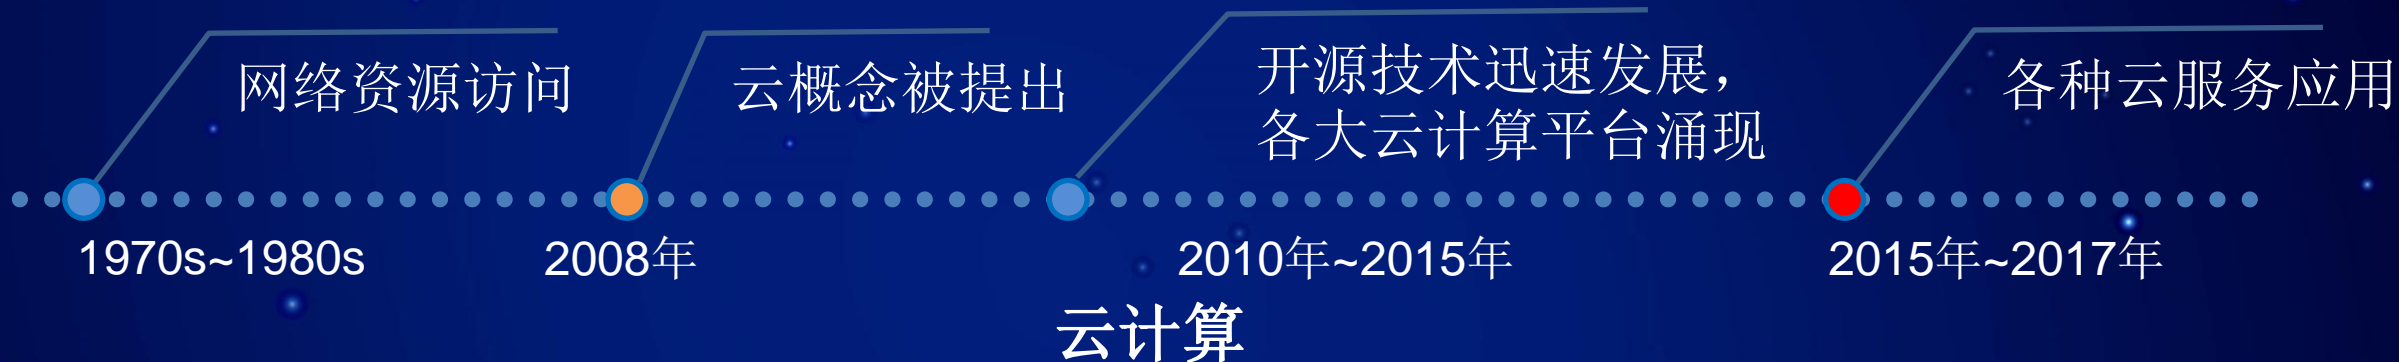 网络资源访问
云概念被提出
开源技术迅速发展，
各大云计算平台涌现
各种云服务应用
1970s~1980s
2008年
2010年~2015年
2015年~2017年
云计算